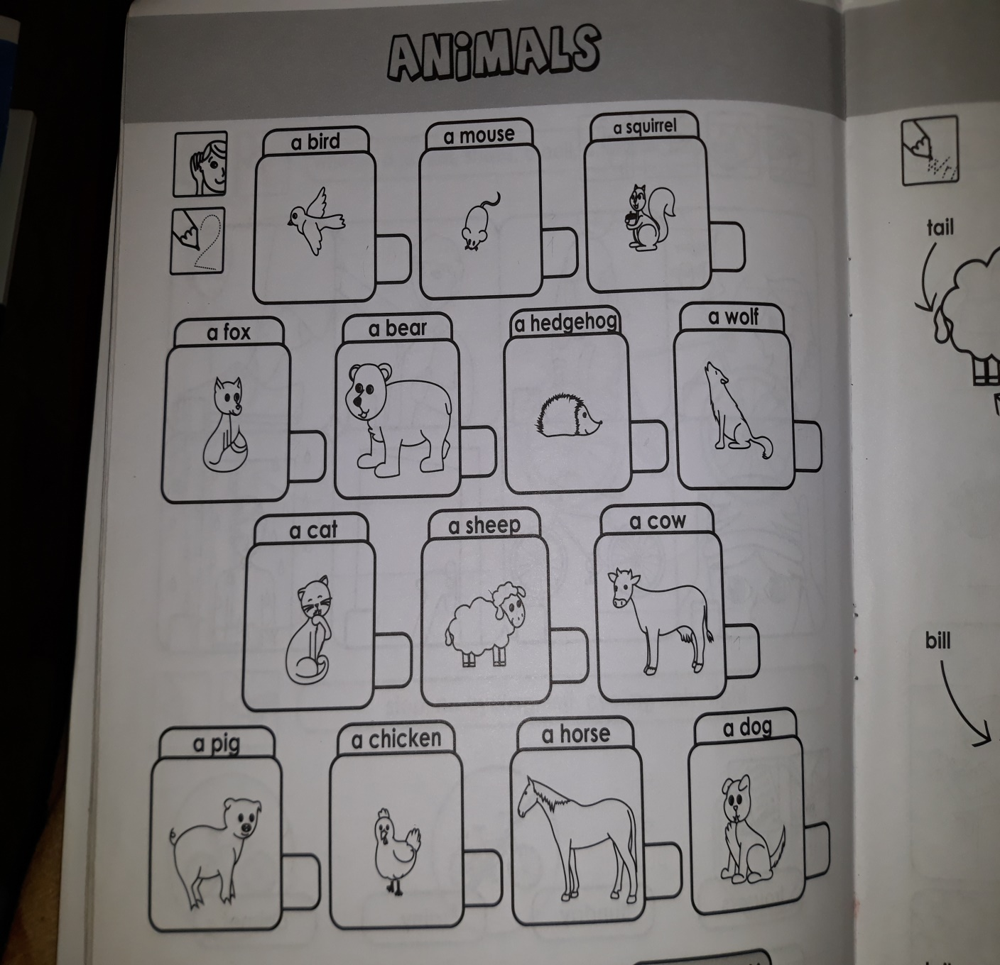 ANiMALS
a bird
a mouse
a squirrel
a fox
a bear
a hedgehog
a wolf
a cat
a sheep
a cow
a pig
a chicken
a horse
a dog
tail
bill